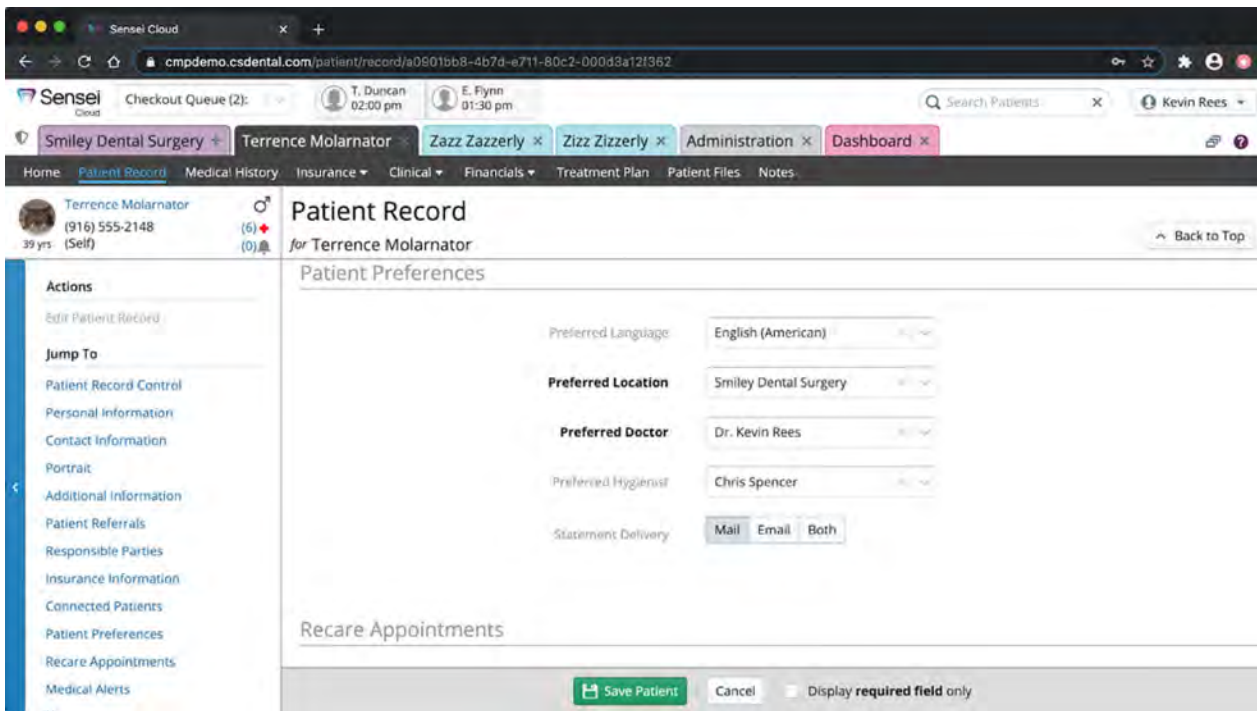 Sensei Cloud
cmpdemo.csdental.com/patient/record/a0901bb8-4b7d-e711-80c2-000d3a12f362
Sensei Cloud Checkout Queue (2): T. Duncan 02:00 pm E. Flynn 01:30 pm Search Patients Kevin Rees
Smiley Dental Surgery Terrence Molarnator Zazz Zazzerly Zizz Zizzerly Administration Dashboard
Home Patient Record Medical History Insurance Clinical Financials Treatment Plan Patient Files Notes
Terrence Molarnator
(916) 555-2148 (6)
39 yrs (Self) (0)
Patient Record
for Terrence Molarnator
Back to Top
Actions
Edit Patient Record
Jump To
Patient Record Control
Personal Information
Contact Information
Portrait
Additional Information
Patient Referrals
Responsible Parties
Insurance Information
Connected Patients
Patient Preferences
Recare Appointments
Medical Alerts
Patient Preferences
Preferred Language English (American)
Preferred Location Smiley Dental Surgery
Preferred Doctor Dr. Kevin Rees
Preferred Hygienist Chris Spencer
Statement Delivery Mail Email Both
Recare Appointments
Save Patient Cancel Display required field only